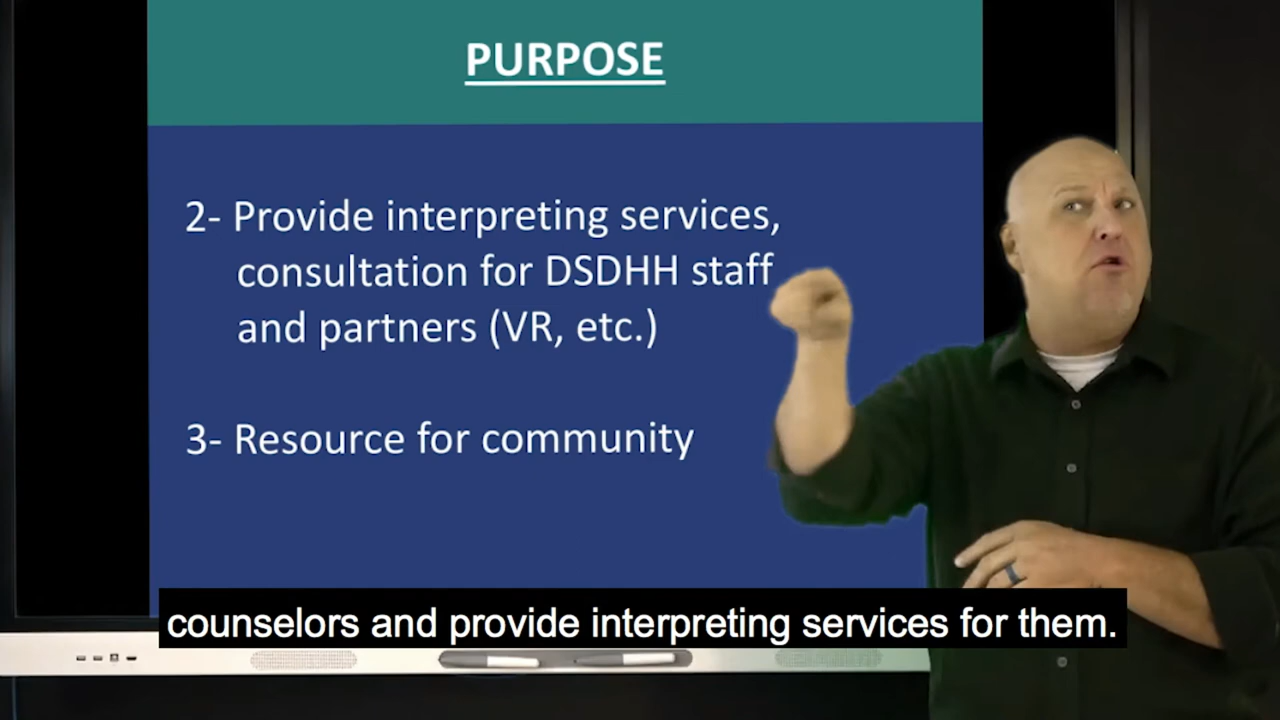 PURPOSE
2- Provide interpreting services,
consultation for DSDHH staff
and partners (VR, etc.)
3- Resource for community
counselors and provide interpreting services for them.